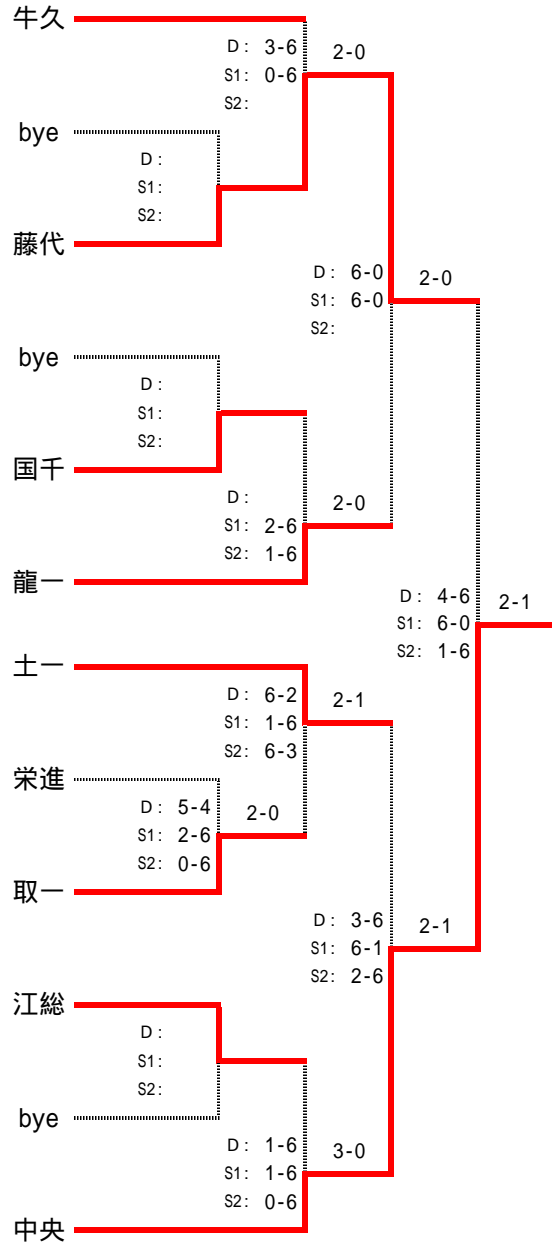 牛久
D: 3-6
2-0
S1: 0-6
S2:
bye
D:
S1:
S2:
藤代
D: 6-0
2-0
S1: 6-0
S2:
bye
D:
S1:
S2:
国千
D:
2-0
S1: 2-6
S2: 1-6
龍一
D: 4-6
2-1
S1: 6-0
S2: 1-6
土一
D: 6-2
2-1
S1: 1-6
S2: 6-3
栄進
D: 5-4
2-0
S1: 2-6
S2: 0-6
取一
D: 3-6
2-1
S1: 6-1
S2: 2-6
江総
D:
S1:
S2:
bye
D: 1-6
3-0
S1: 1-6
S2: 0-6
中央